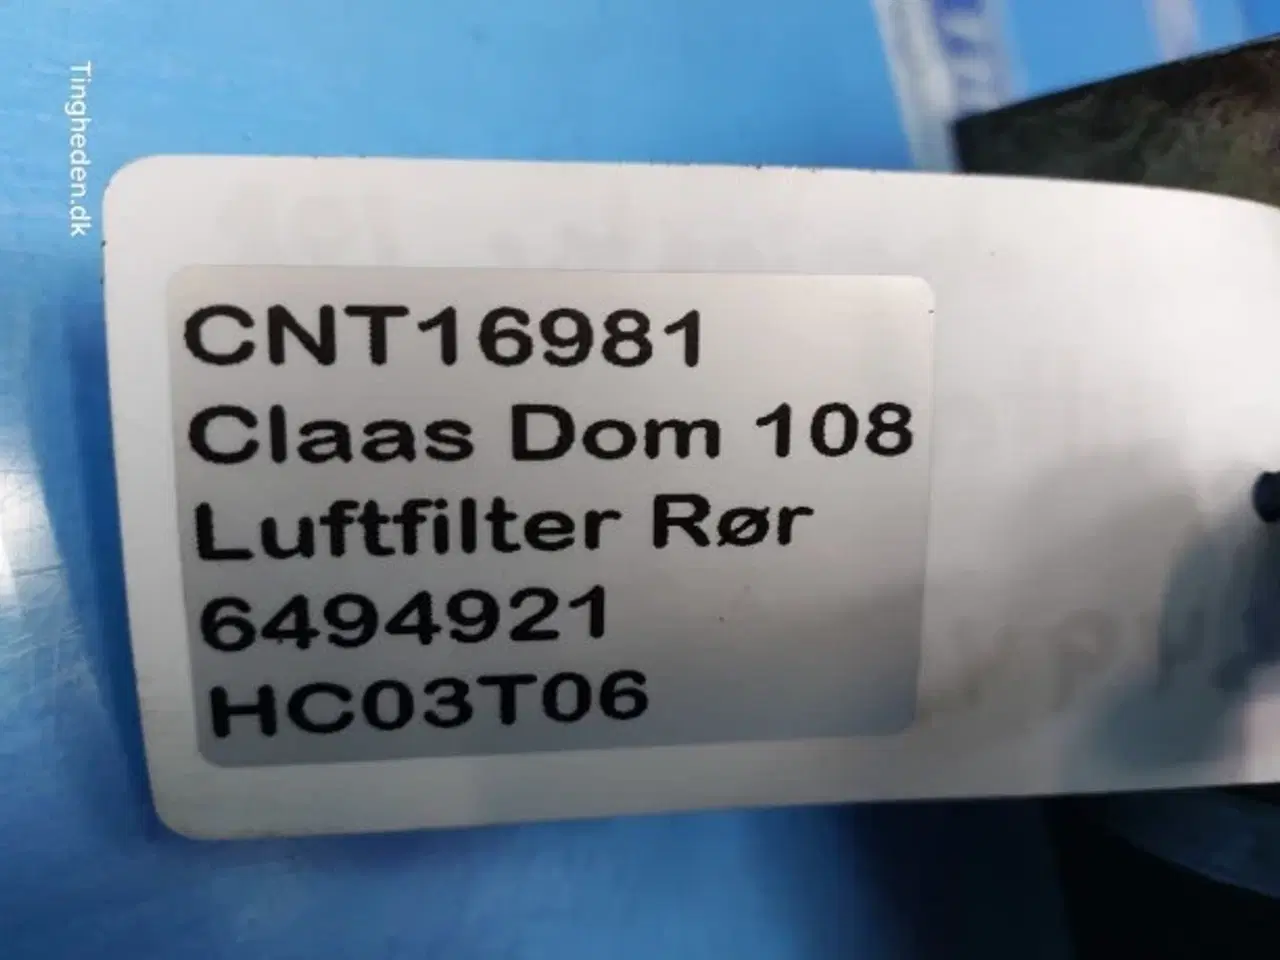 Tingheden.dk
CNT16981
Claas Dom 108
Luftfilter Rør
6494921
HC03T06